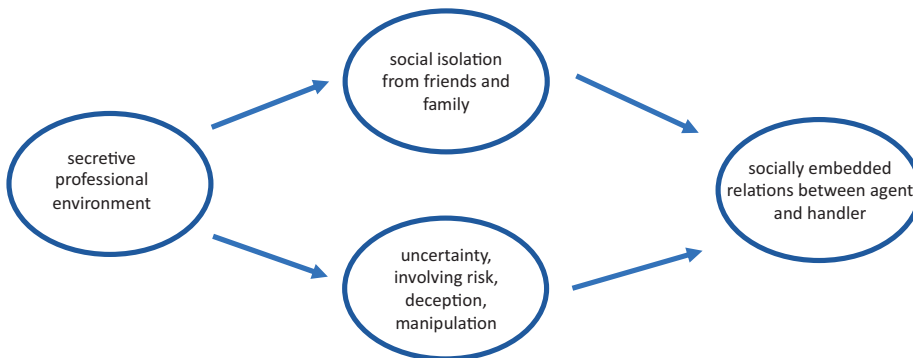 social isolation
from friends and
family
secretive
professional
environment
socially embedded
relations between agent
and handler
uncertainty,
involving risk,
deception,
manipulation